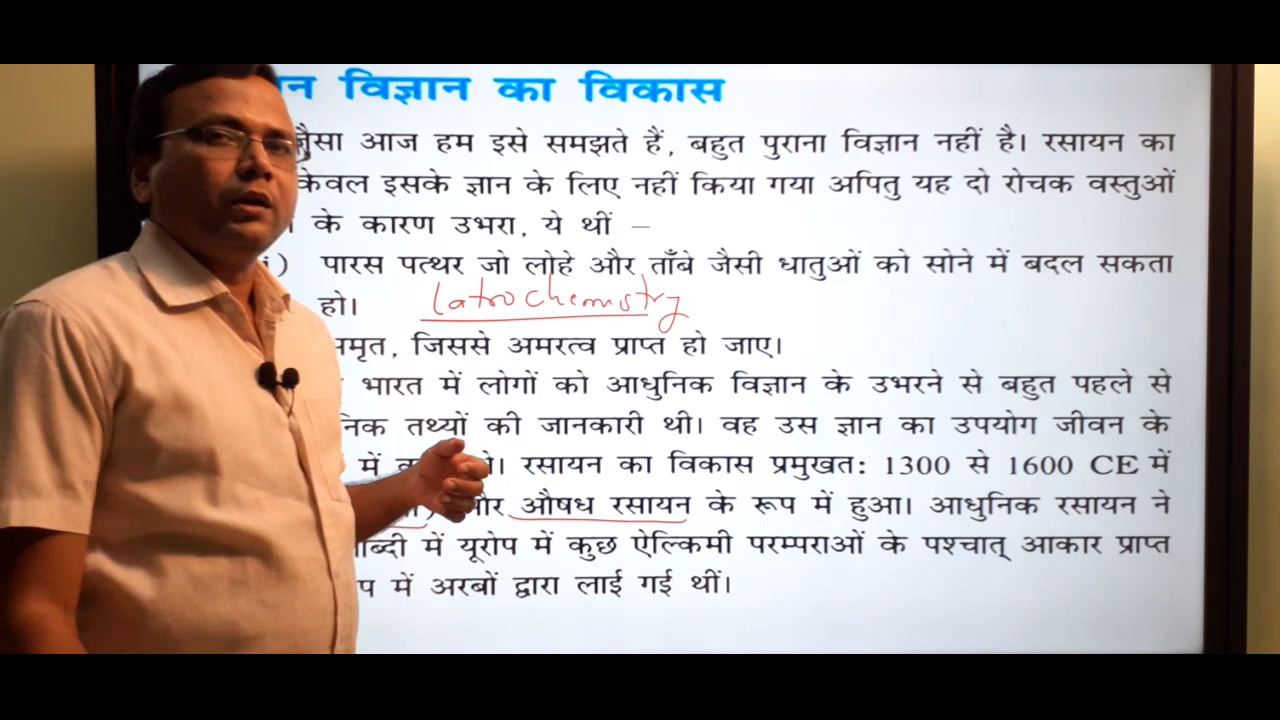 विज्ञान का विकास
आज हम इसे समझते हैं, बहुत पुराना विज्ञान नहीं है। रसायन का
केवल इसके ज्ञान के लिए नहीं किया गया अपितु यह दो रोचक वस्तुओं
के कारण उभरा, ये थीं –
पारस पत्थर जो लोहे और ताँबे जैसी धातुओं को सोने में बदल सकता
हो। Iatrochemistry
जिससे अमरत्व प्राप्त हो जाए।
भारत में लोगों को आधुनिक विज्ञान के उभरने से बहुत पहले से
तथ्यों की जानकारी थी। वह उस ज्ञान का उपयोग जीवन के
में रसायन का विकास प्रमुखत: 1300 से 1600 CE में
औषध रसायन के रूप में हुआ। आधुनिक रसायन ने
में यूरोप में कुछ ऐल्किमी परम्पराओं के पश्चात् आकार प्राप्त
में अरबों द्वारा लाई गई थीं।